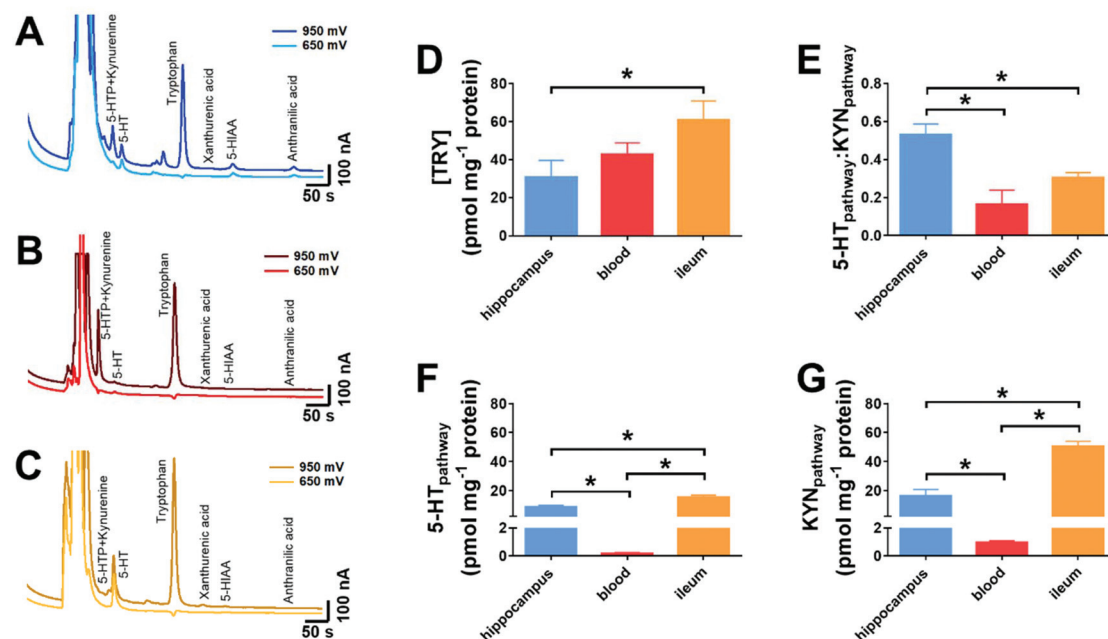 A
950 mV
650 mV
5-HTP+Kynurenine
5-HT
Tryptophan
Xanthurenic acid
5-HIAA
Anthranilic acid
100 nA
50 s
B
950 mV
650 mV
5-HTP+Kynurenine
5-HT
Tryptophan
Xanthurenic acid
5-HIAA
Anthranilic acid
100 nA
50 s
C
950 mV
650 mV
5-HTP+Kynurenine
5-HT
Tryptophan
Xanthurenic acid
5-HIAA
Anthranilic acid
100 nA
50 s
D
[TRY]
(pmol mg-1 protein)
80
60
40
20
0
*
hippocampus
blood
ileum
E
5-HTpathway:KYNpathway
0.8
0.6
0.4
0.2
0.0
*
*
hippocampus
blood
ileum
F
5-HTpathway
(pmol mg-1 protein)
80
60
40
20
2
0
*
*
*
hippocampus
blood
ileum
G
KYNpathway
(pmol mg-1 protein)
80
60
40
20
2
0
*
*
*
hippocampus
blood
ileum